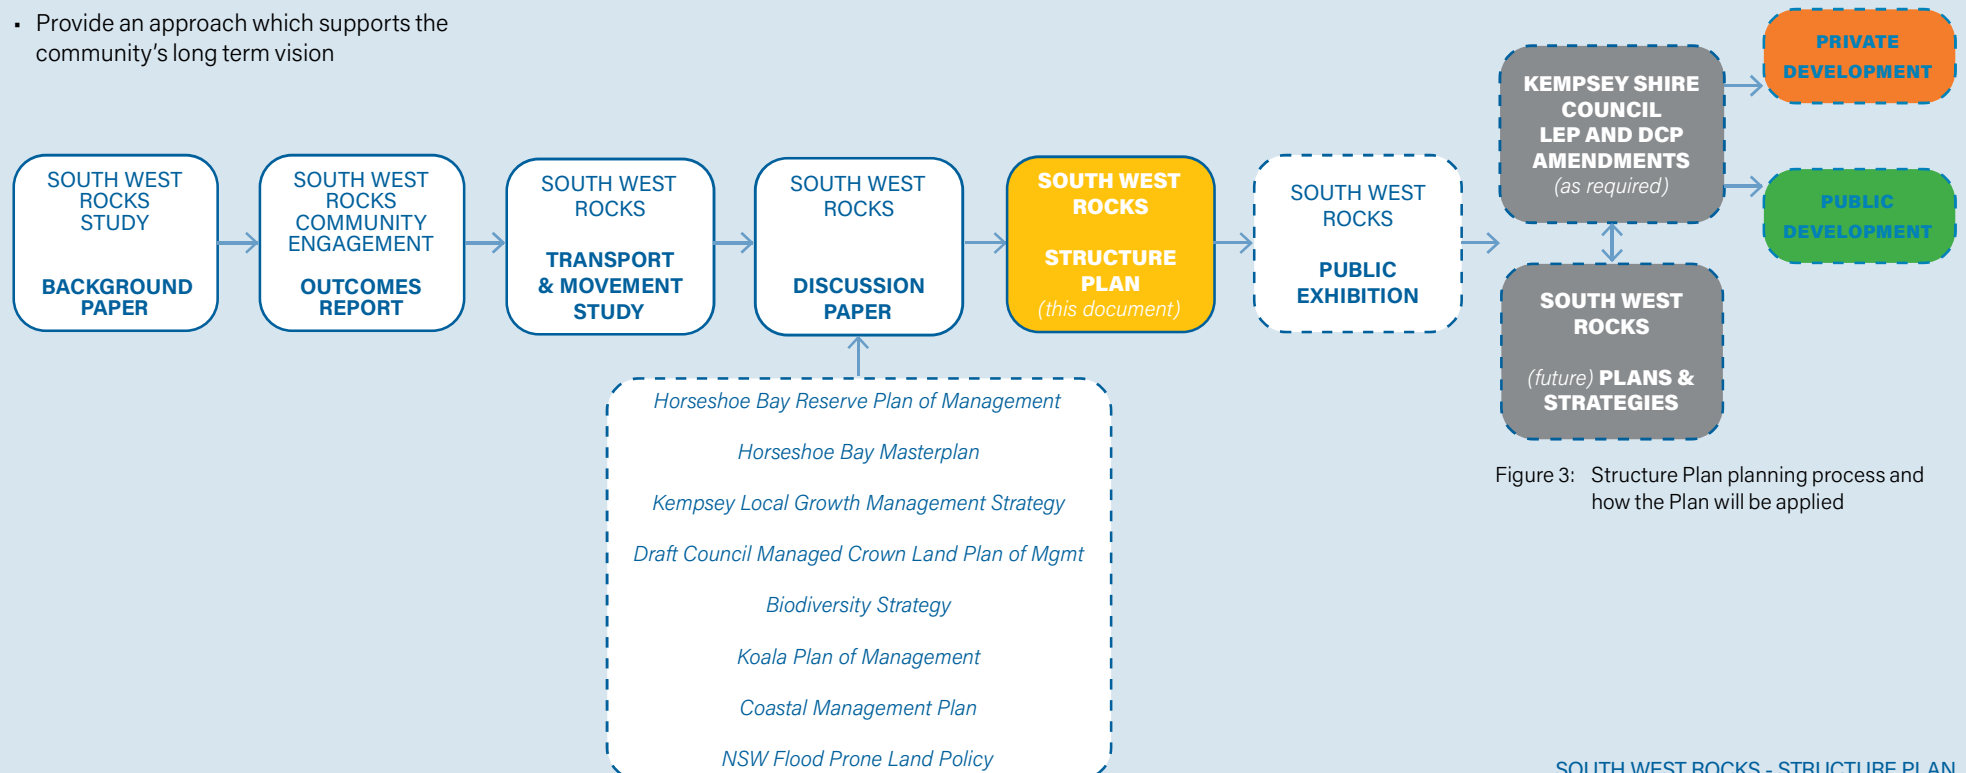 • Provide an approach which supports the
community's long term vision
SOUTH WEST
ROCKS
STUDY
BACKGROUND
PAPER
SOUTH WEST
ROCKS
COMMUNITY
ENGAGEMENT
OUTCOMES
REPORT
SOUTH WEST
ROCKS
TRANSPORT
& MOVEMENT
STUDY
SOUTH WEST
ROCKS
DISCUSSION
PAPER
SOUTH WEST
ROCKS
STRUCTURE
PLAN
(this document)
SOUTH WEST
ROCKS
PUBLIC
EXHIBITION
KEMPSEY SHIRE
COUNCIL
LEP AND DCP
AMENDMENTS
(as required)
PRIVATE
DEVELOPMENT
PUBLIC
DEVELOPMENT
SOUTH WEST
ROCKS
(future) PLANS &
STRATEGIES
Horseshoe Bay Reserve Plan of Management
Horseshoe Bay Masterplan
Kempsey Local Growth Management Strategy
Draft Council Managed Crown Land Plan of Mgmt
Biodiversity Strategy
Koala Plan of Management
Coastal Management Plan
NSW Flood Prone Land Policy
Figure 3: Structure Plan planning process and
how the Plan will be applied
SOUTH WEST ROCKS - STRUCTURE PLAN